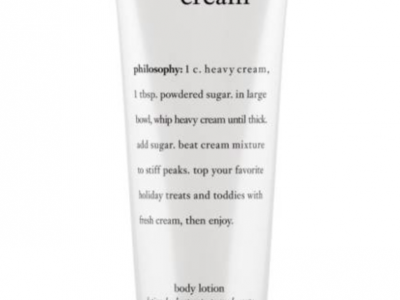 cream
philosophy: 1 c. heavy cream,
1 tbsp. powdered sugar. in large
bowl, whip heavy cream until thick.
add sugar. beat cream mixture
to stiff peaks. top your favorite
holiday treats and toddies with
fresh cream, then enjoy.
body lotion